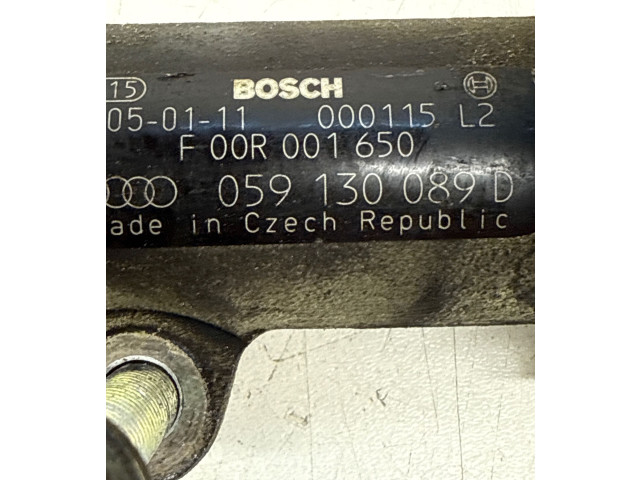 15 BOSCH
05-01-11 000115 L2
F 00R 001 650
059 130 089 D
ade in Czech Republic